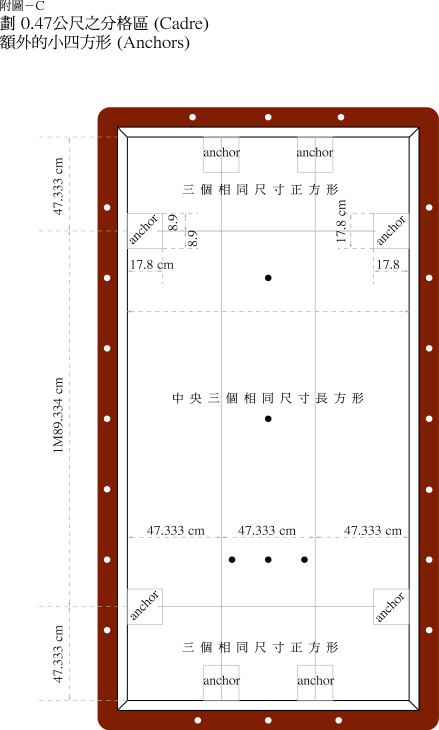 附圖－C
劃 0.47公尺之分格區 (Cadre)
額外的小四方形 (Anchors)
anchor
anchor
47.333 cm
三個相同尺寸正方形
anchor
8.9
8.9
17.8 cm
anchor
17.8 cm
17.8
1M89.334 cm
中央三個相同尺寸長方形
47.333 cm
47.333 cm
47.333 cm
anchor
anchor
47.333 cm
三個相同尺寸正方形
anchor
anchor